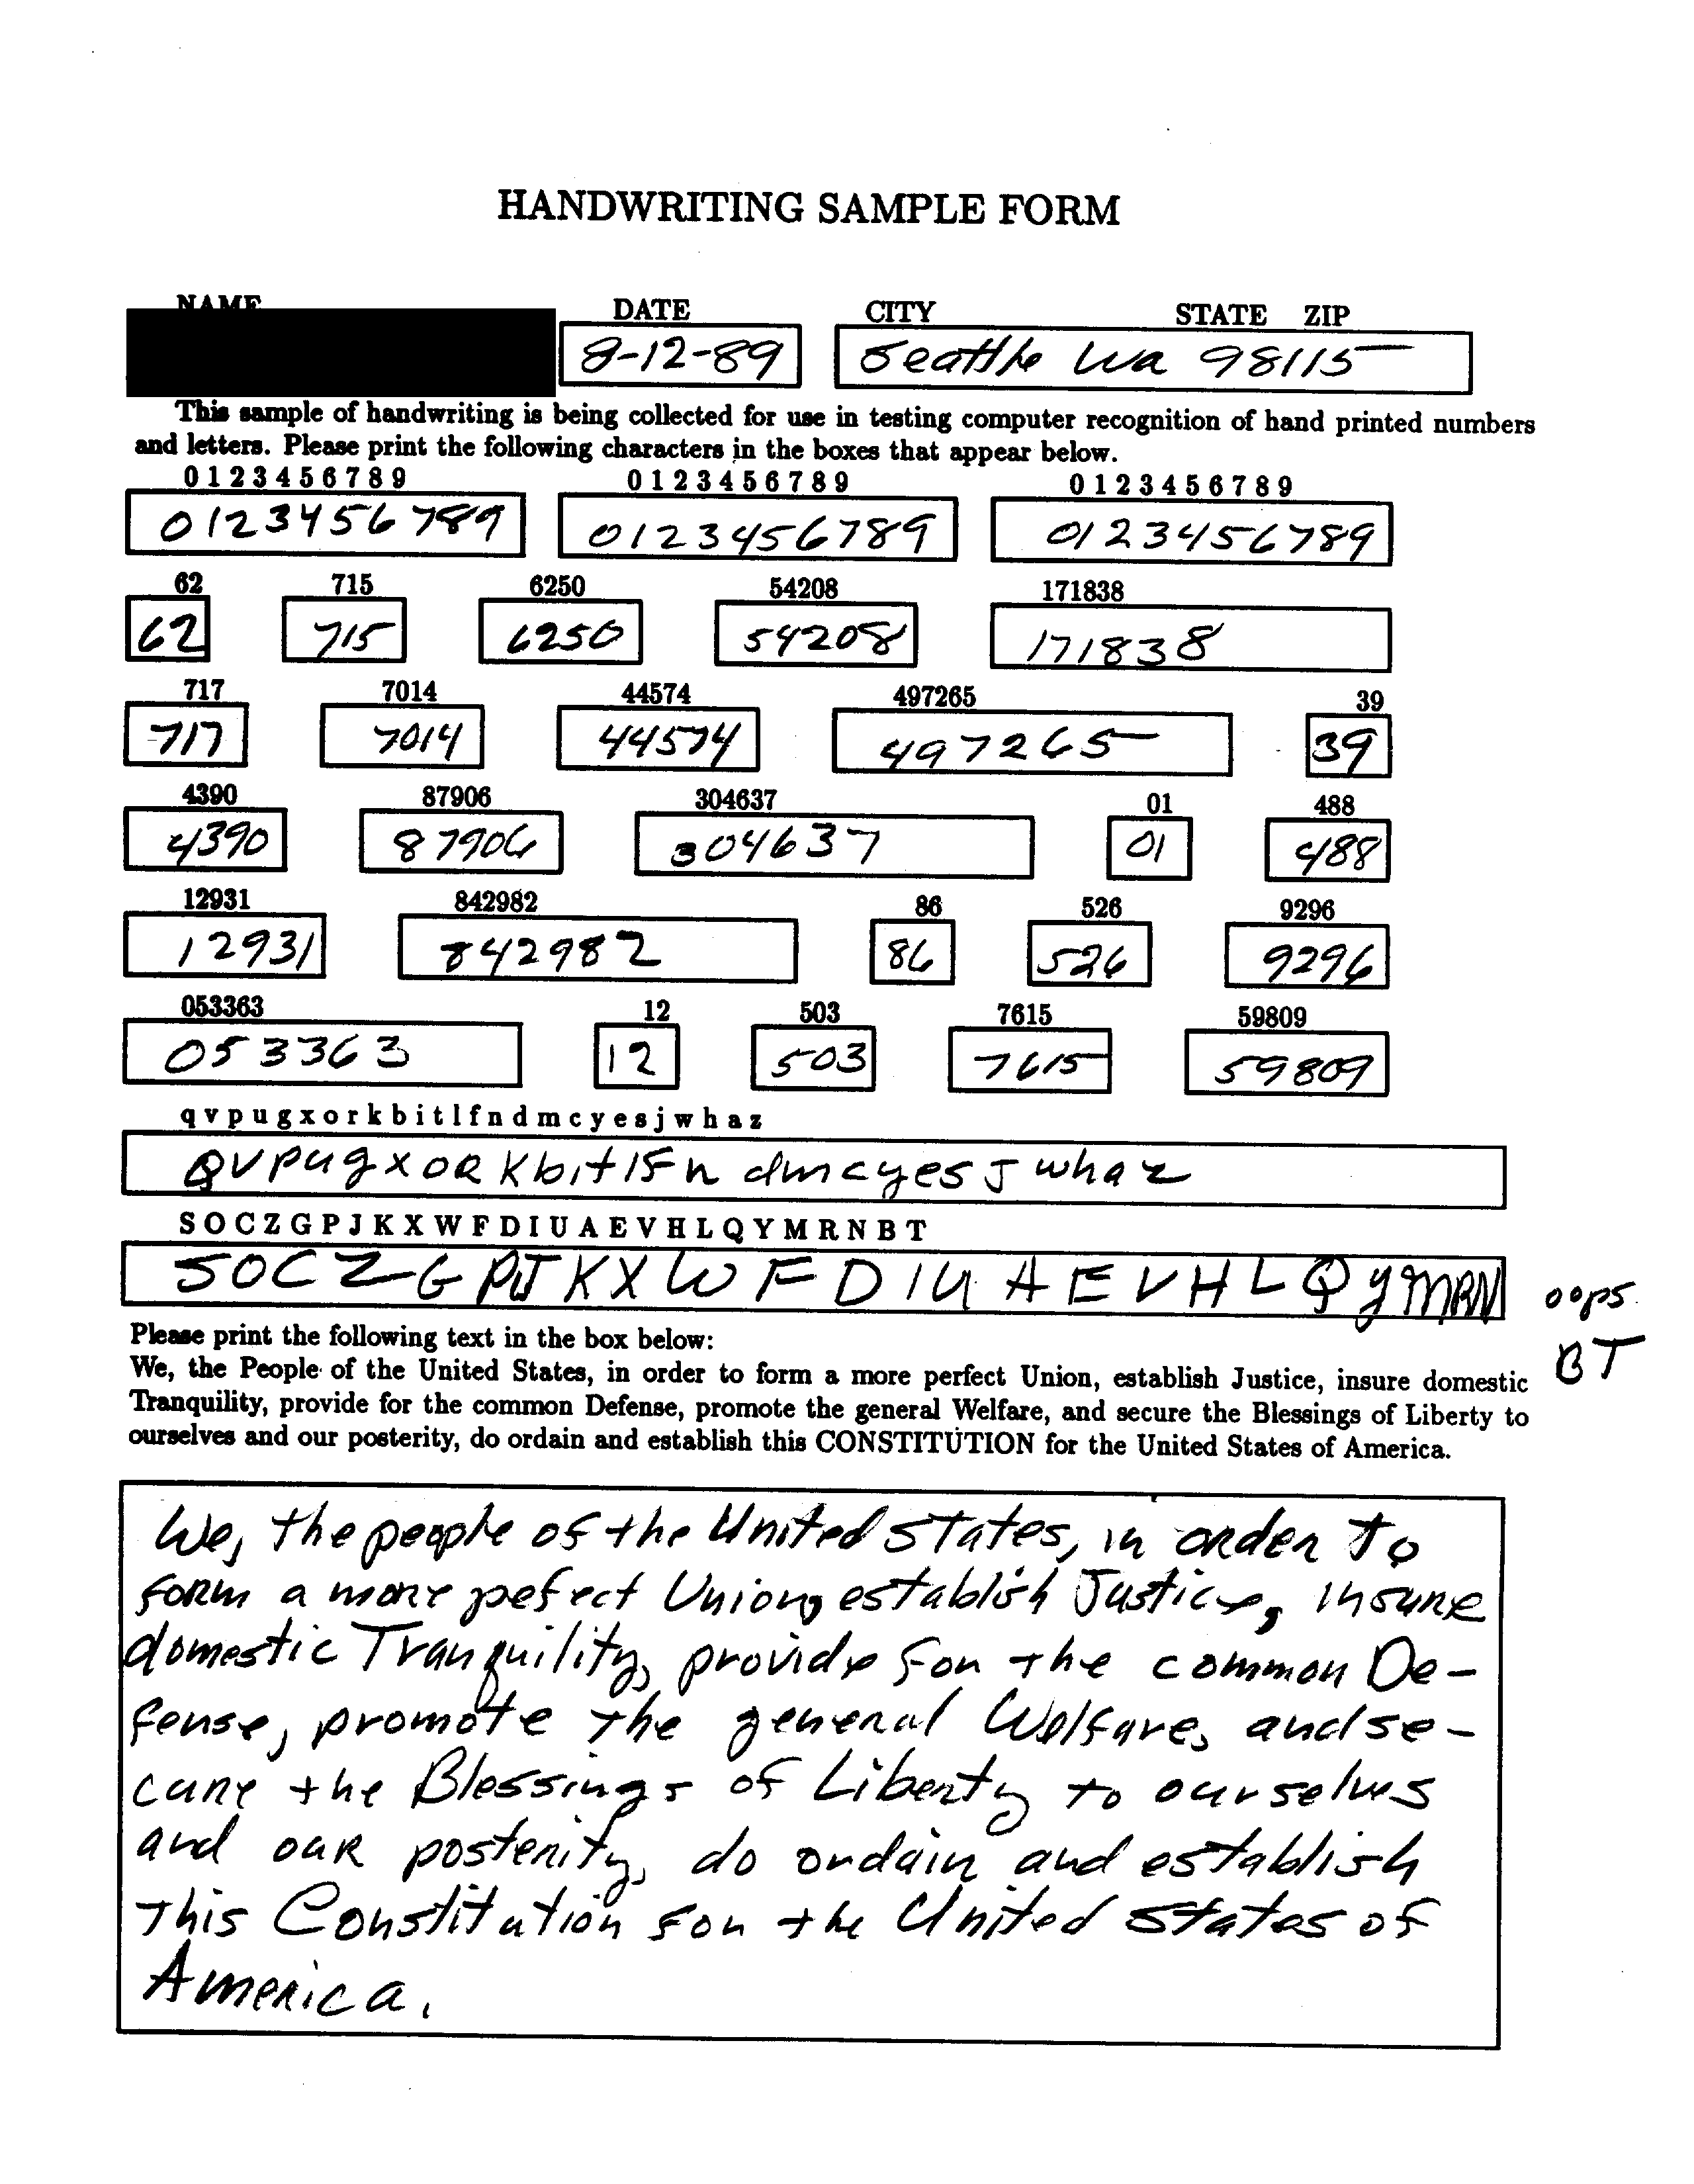 HANDWRITING SAMPLE FORM
NAME DATE CITY STATE ZIP
8-12-89 Seattle Wa 98115
This sample of handwriting is being collected for use in testing computer recognition of hand printed numbers
and letters. Please print the following characters in the boxes that appear below.
0 1 2 3 4 5 6 7 8 9 0 1 2 3 4 5 6 7 8 9 0 1 2 3 4 5 6 7 8 9
0123456789 0123456789 0123456789
62 715 6250 54208 171838
62 715 6250 54208 171838
717 7014 44574 497265 39
717 7014 44574 497265 39
4390 87906 304637 01 488
4390 87906 304637 01 488
12931 842982 86 526 9296
12931 842982 86 526 9296
053363 12 503 7615 59809
053363 12 503 7615 59809
q v p u g x o r k b i t l f n d m c y e s j w h a z
QVpugxoRKbitlFndmcyesJwhaz
S O C Z G P J K X W F D I U A E V H L Q Y M R N B T
SOCZGPJKXWFDIUAEVHLQYMRN oops
BT
Please print the following text in the box below:
We, the People of the United States, in order to form a more perfect Union, establish Justice, insure domestic
Tranquility, provide for the common Defense, promote the general Welfare, and secure the Blessings of Liberty to
ourselves and our posterity, do ordain and establish this CONSTITUTION for the United States of America.
We, the people of the United States, in order to
form a more pefect Union, establish Justice, insure
domestic Tranquility, provide for the common De-
fense, promote the general Welfare, and se-
cure the Blessings of Liberty to ourselves
and our posterity, do ordain and establish
This Constitution for the United States of
America.